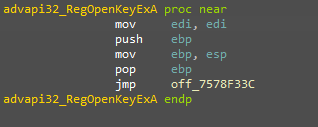 advapi32_RegOpenKeyExA proc near
mov edi, edi
push ebp
mov ebp, esp
pop ebp
jmp off_7578F33C
advapi32_RegOpenKeyExA endp